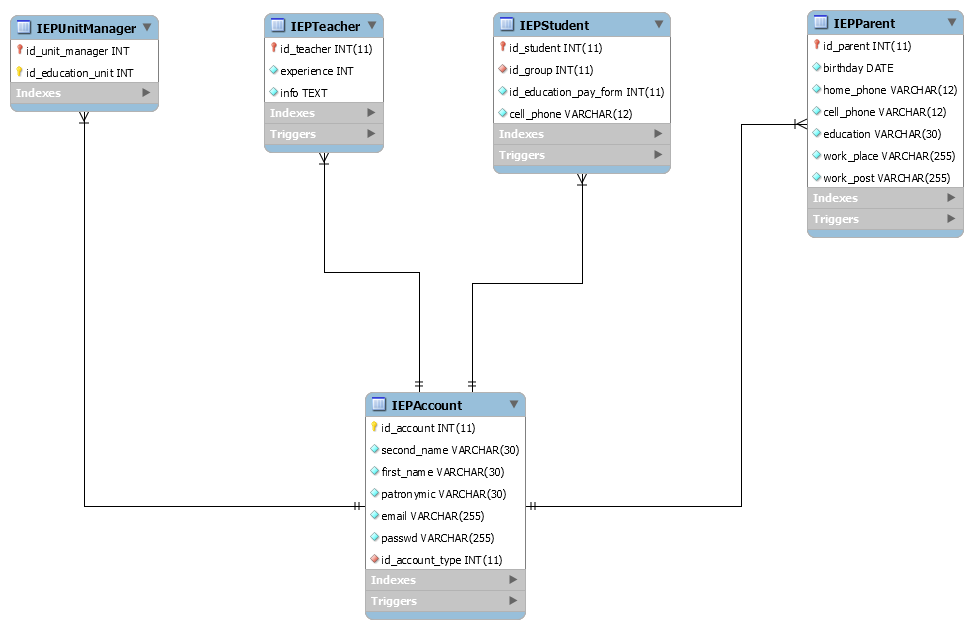 IEPUnitManager
id_unit_manager INT
id_education_unit INT
Indexes
IEPTeacher
id_teacher INT(11)
experience INT
info TEXT
Indexes
Triggers
IEPStudent
id_student INT(11)
id_group INT(11)
id_education_pay_form INT(11)
cell_phone VARCHAR(12)
Indexes
Triggers
IEPParent
id_parent INT(11)
birthday DATE
home_phone VARCHAR(12)
cell_phone VARCHAR(12)
education VARCHAR(30)
work_place VARCHAR(255)
work_post VARCHAR(255)
Indexes
Triggers
IEPAccount
id_account INT(11)
second_name VARCHAR(30)
first_name VARCHAR(30)
patronymic VARCHAR(30)
email VARCHAR(255)
passwd VARCHAR(255)
id_account_type INT(11)
Indexes
Triggers